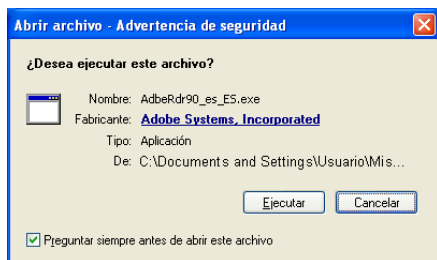 Abrir archivo - Advertencia de seguridad
¿Desea ejecutar este archivo?
Nombre: AdbeRdr90_es_ES.exe
Fabricante: Adobe Systems, Incorporated
Tipo: Aplicación
De: C:\Documents and Settings\Usuario\Mis...
Ejecutar Cancelar
Preguntar siempre antes de abrir este archivo